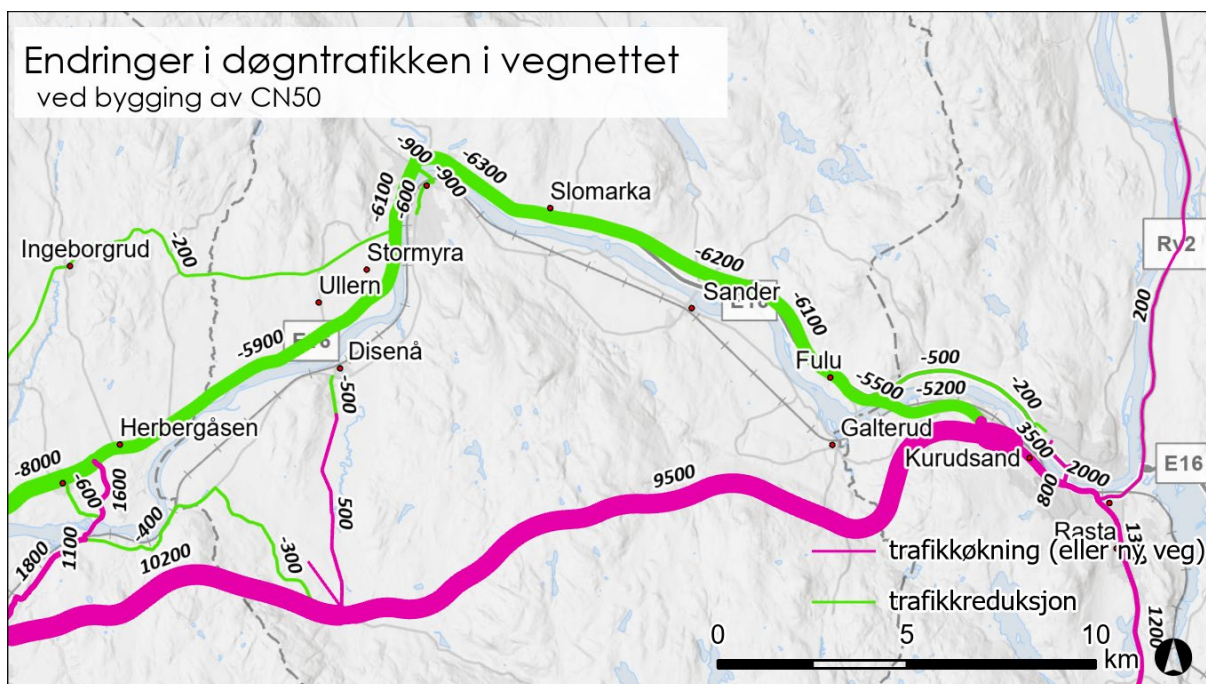 Endringer i døgntrafikken i vegnettet
ved bygging av CN50
-900
-900
-6300
-6100
-600
Slomarka
-200
Ingeborgrud
Stormyra
Ullern
-6200
Sander
Rv2
200
-5900
Disenå
-6100
Fulu
-500
-5500
-5200
-200
-500
Herbergåsen
Galterud
Kurudsand
3500
2000
800
E16
-8000
-600
1600
9500
500
-400
1100
1800
10200
-300
Rasta
trafikkøkning (eller ny veg)
trafikkreduksjon
1200
0
5
10
km